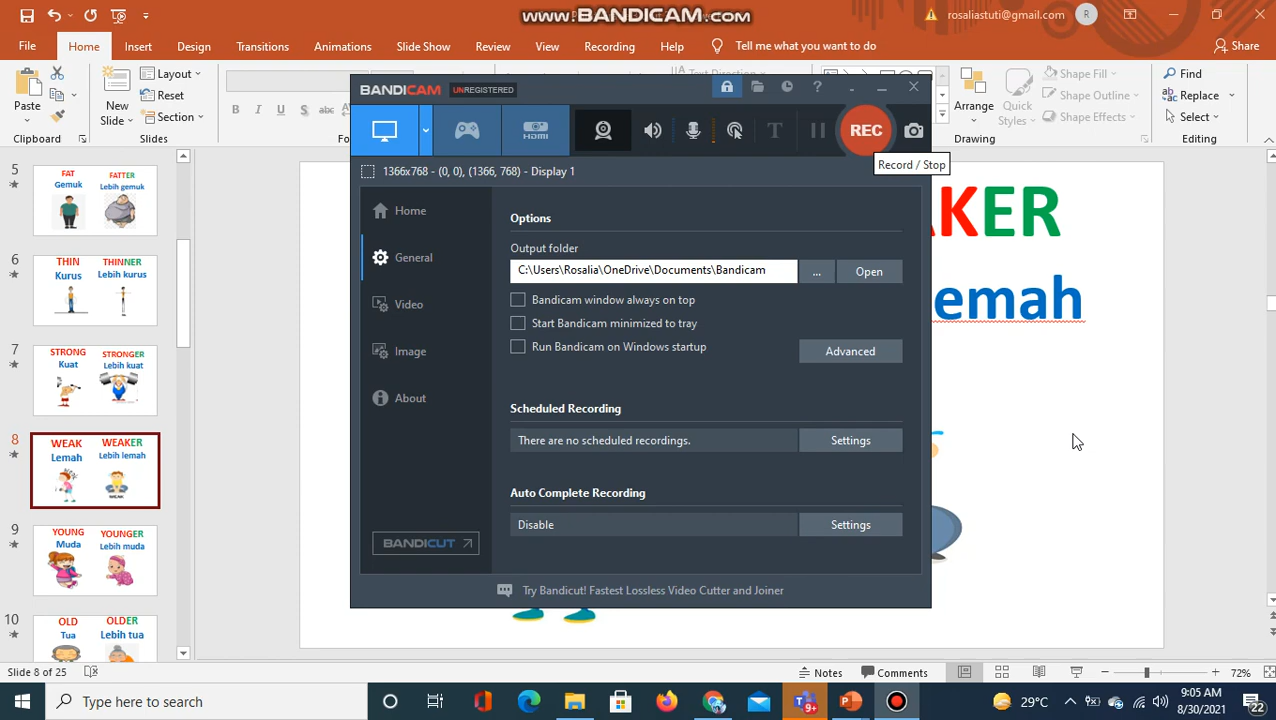 www.BANDICAM.com
rosaliastuti@gmail.com
R
File
Home
Insert
Design
Transitions
Animations
Slide Show
Review
View
Recording
Help
Tell me what you want to do
Share
Paste
Clipboard
New
Slide
Layout
Reset
Section
Slides
B
I
U
S
abc
Text Direction
Arrange
Quick
Styles
Shape Fill
Shape Outline
Shape Effects
Drawing
Find
Replace
Select
Editing
BANDICAM
UNREGISTERED
?
HDMI
T
REC
Record / Stop
1366x768 - (0, 0), (1366, 768) - Display 1
Home
General
Video
Image
About
BANDICUT
Options
Output folder
C:\Users\Rosalia\OneDrive\Documents\Bandicam
...
Open
Bandicam window always on top
Start Bandicam minimized to tray
Run Bandicam on Windows startup
Advanced
Scheduled Recording
There are no scheduled recordings.
Settings
Auto Complete Recording
Disable
Settings
Try Bandicut! Fastest Lossless Video Cutter and Joiner
5
FAT
Gemuk
FATTER
Lebih gemuk
6
THIN
Kurus
THINNER
Lebih kurus
7
STRONG
Kuat
STRONGER
Lebih kuat
8
WEAK
Lemah
WEAKER
Lebih lemah
WEAK
9
YOUNG
Muda
YOUNGER
Lebih muda
10
OLD
Tua
OLDER
Lebih tua
KER
emah
Slide 8 of 25
Notes
Comments
72%
Type here to search
9+
29°C
9:05 AM
8/30/2021
22